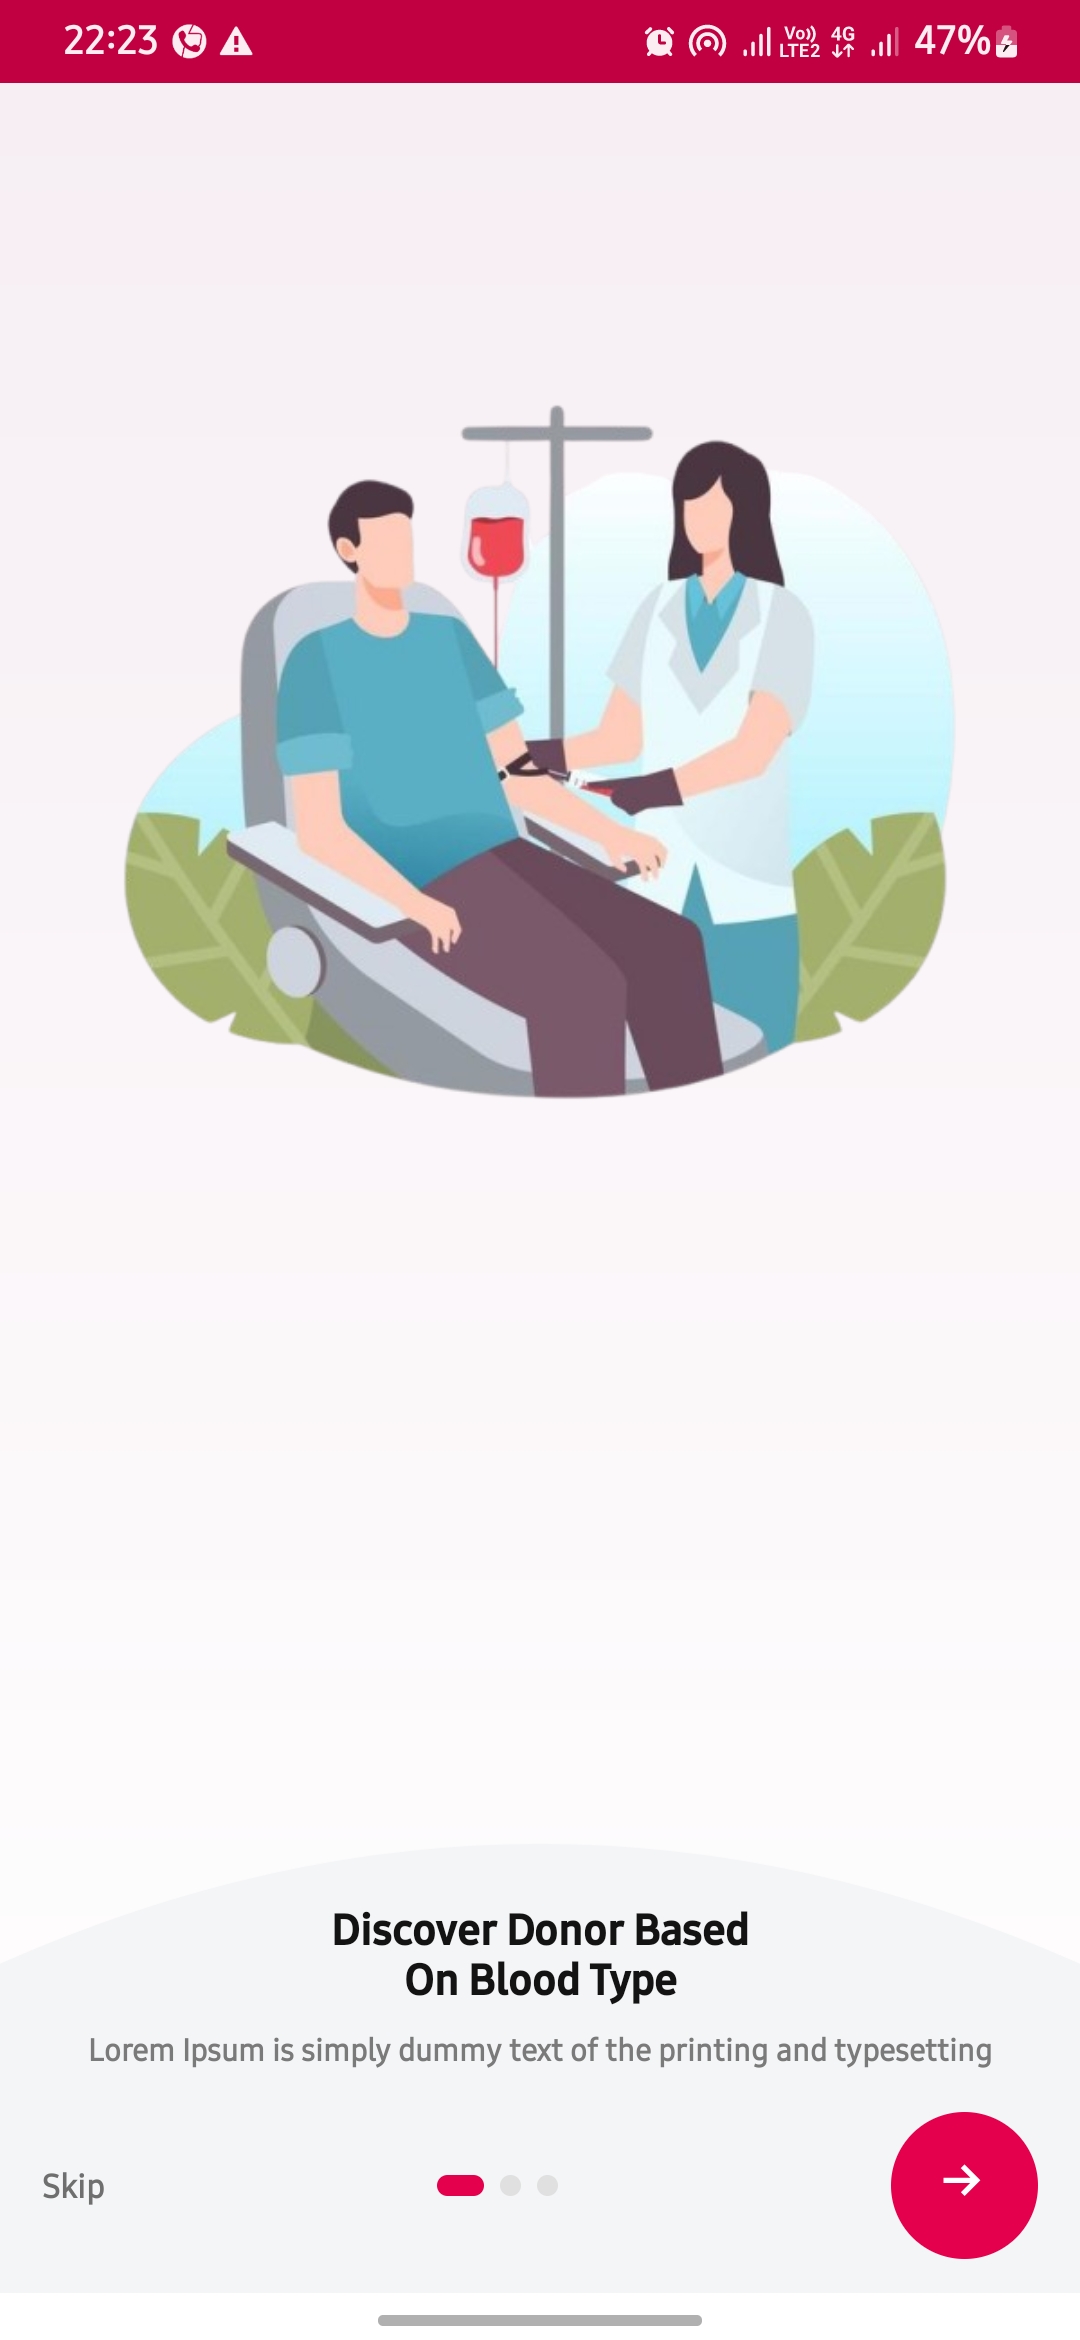 22:23
Vo)) 4G 47%
LTE2
Discover Donor Based
On Blood Type
Lorem Ipsum is simply dummy text of the printing and typesetting
Skip